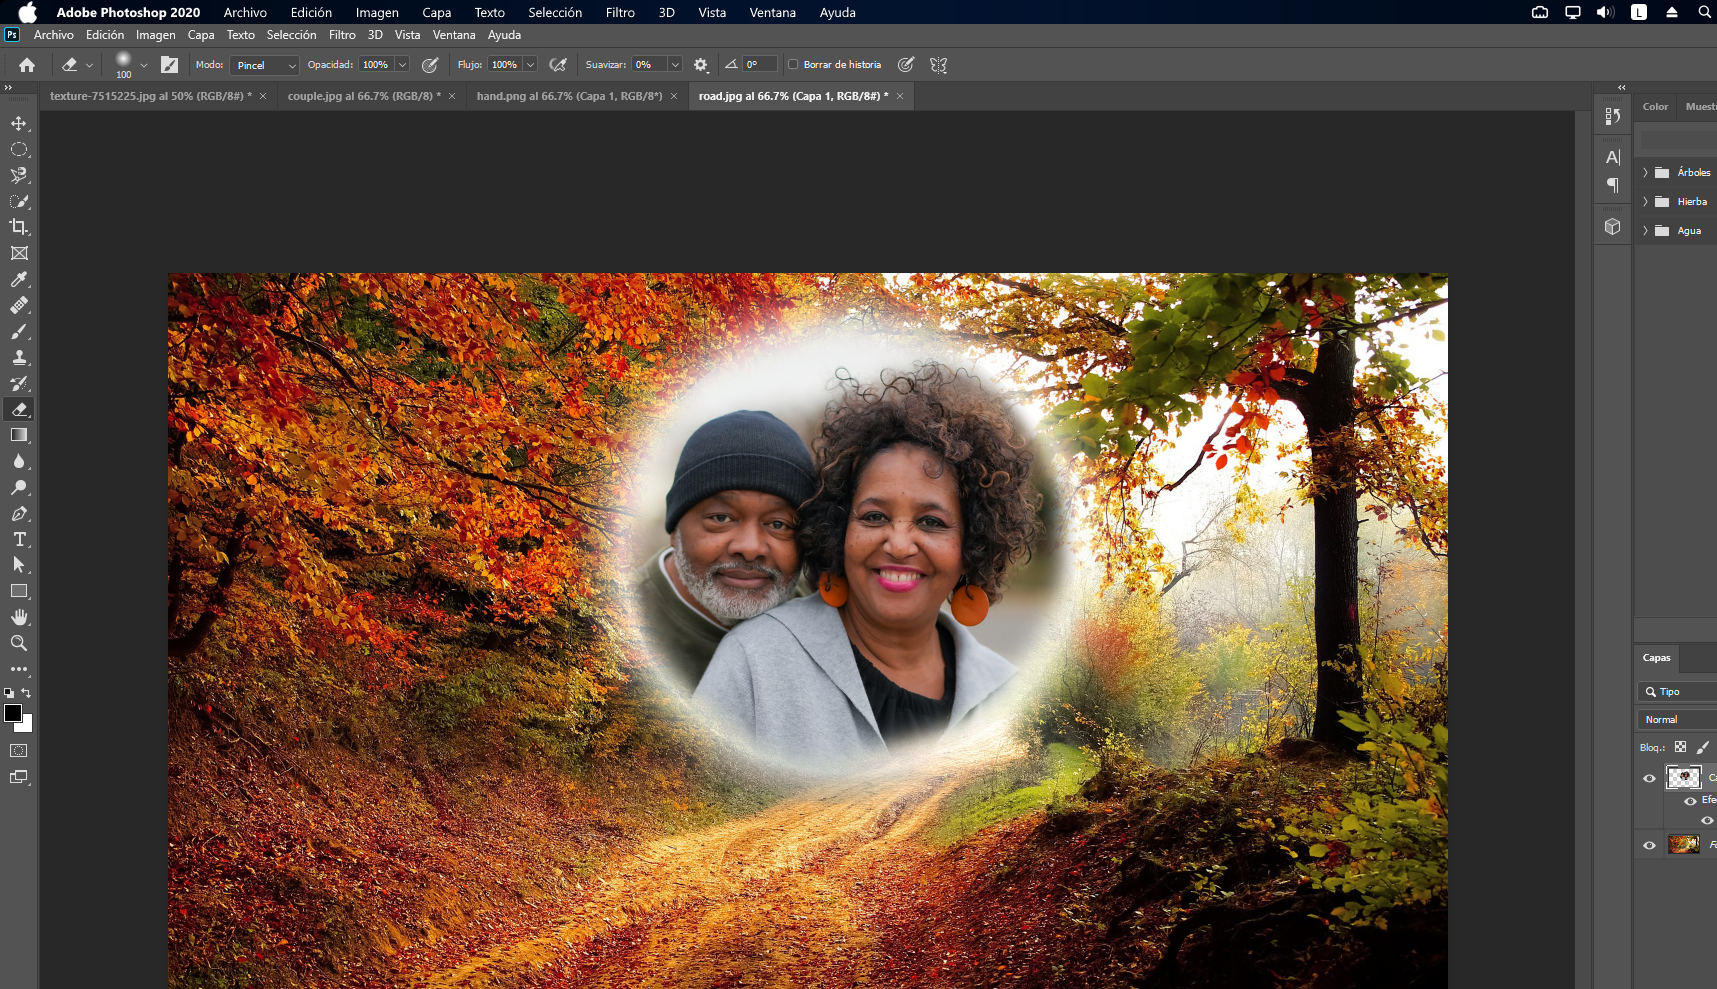 Adobe Photoshop 2020 Archivo Edición Imagen Capa Texto Selección Filtro 3D Vista Ventana Ayuda L
Ps Archivo Edición Imagen Capa Texto Selección Filtro 3D Vista Ventana Ayuda
100 Modo: Pincel Opacidad: 100% Flujo: 100% Suavizar: 0% 0° Borrar de historia
texture-7515225.jpg al 50% (RGB/8#) * × couple.jpg al 66.7% (RGB/8) * × hand.png al 66.7% (Capa 1, RGB/8*) × road.jpg al 66.7% (Capa 1, RGB/8#) * ×
Color Muest
Árboles
Hierba
Agua
Capas
Tipo
Normal
Bloq.:
Ca
Efe